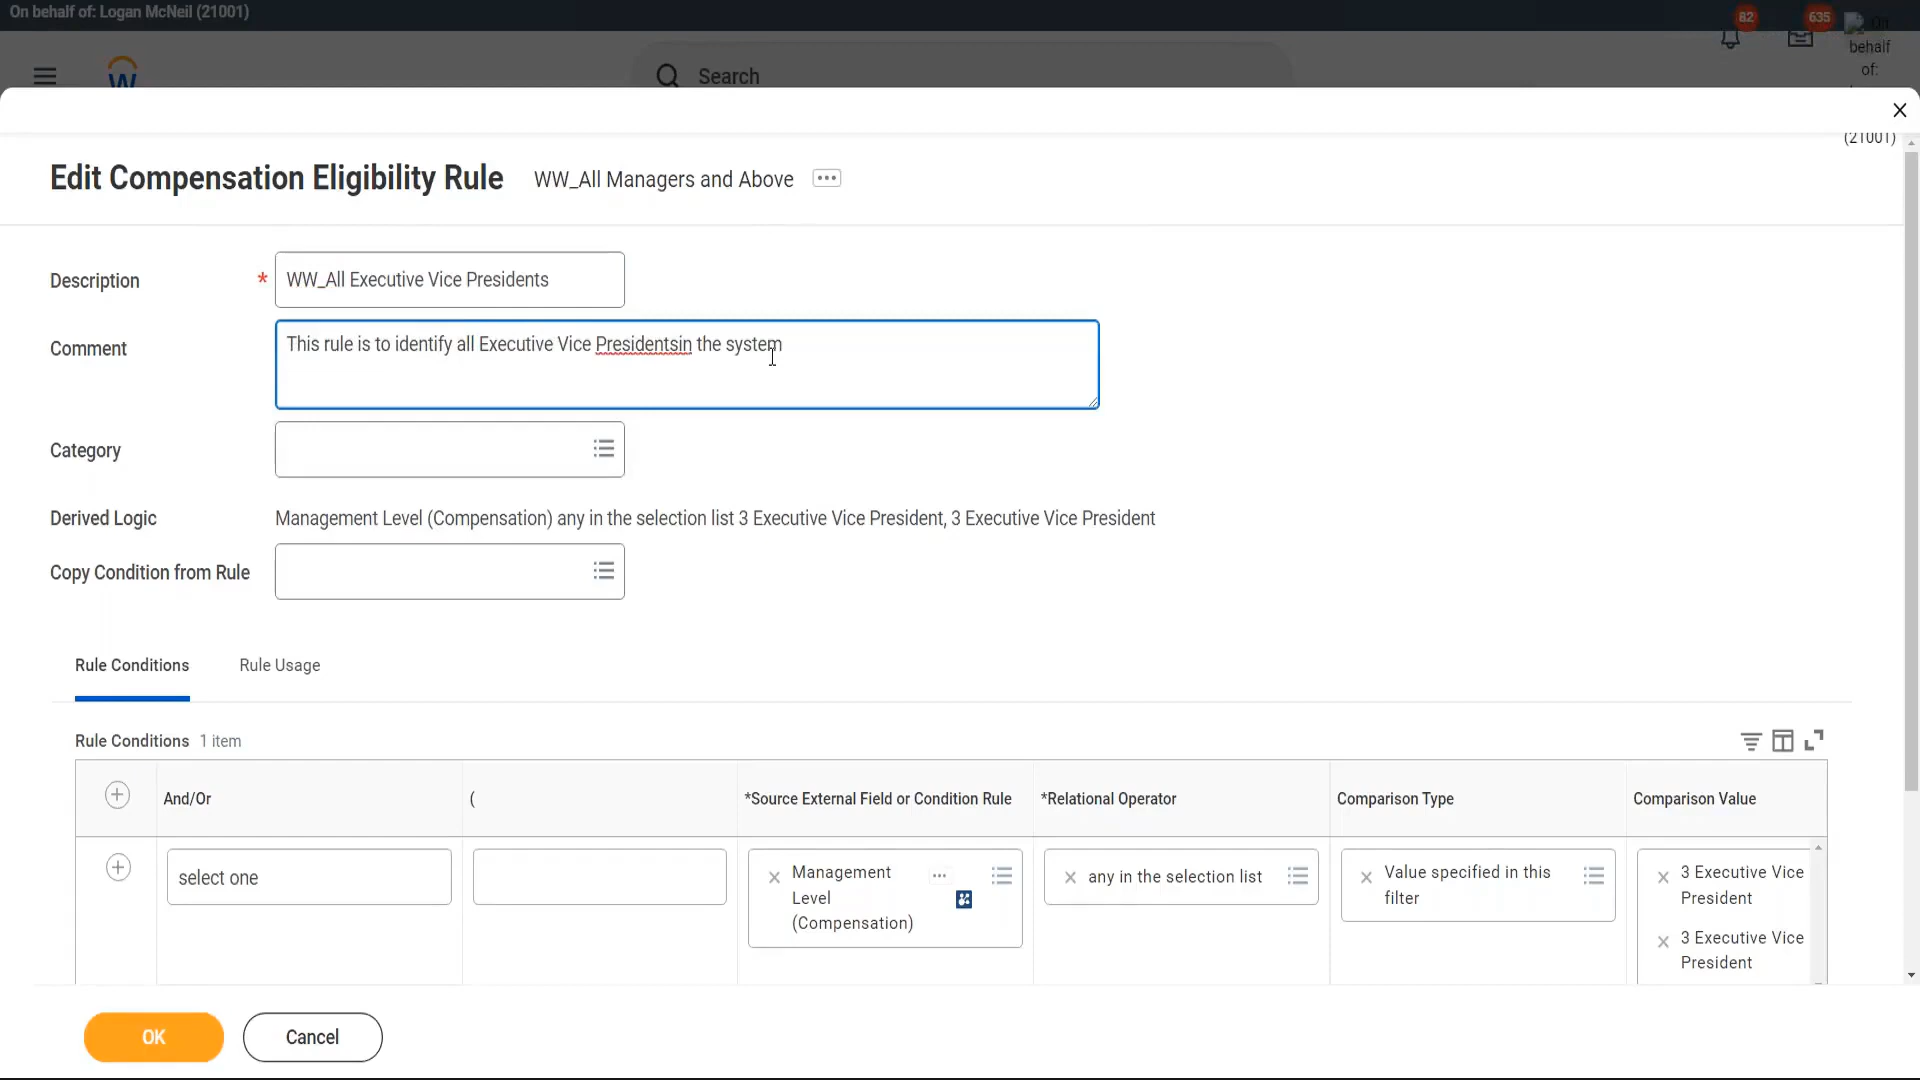 On behalf of: Logan McNeil (21001)
82
635
On
behalf
of:
W
Search
(21001)
Edit Compensation Eligibility Rule WW_All Managers and Above
Description * WW_All Executive Vice Presidents
Comment This rule is to identify all Executive Vice Presidentsin the system
Category
Derived Logic Management Level (Compensation) any in the selection list 3 Executive Vice President, 3 Executive Vice President
Copy Condition from Rule
Rule Conditions Rule Usage
Rule Conditions 1 item
And/Or ( *Source External Field or Condition Rule *Relational Operator Comparison Type Comparison Value
select one
Management
Level
(Compensation)
any in the selection list
Value specified in this
filter
3 Executive Vice
President
3 Executive Vice
President
OK Cancel